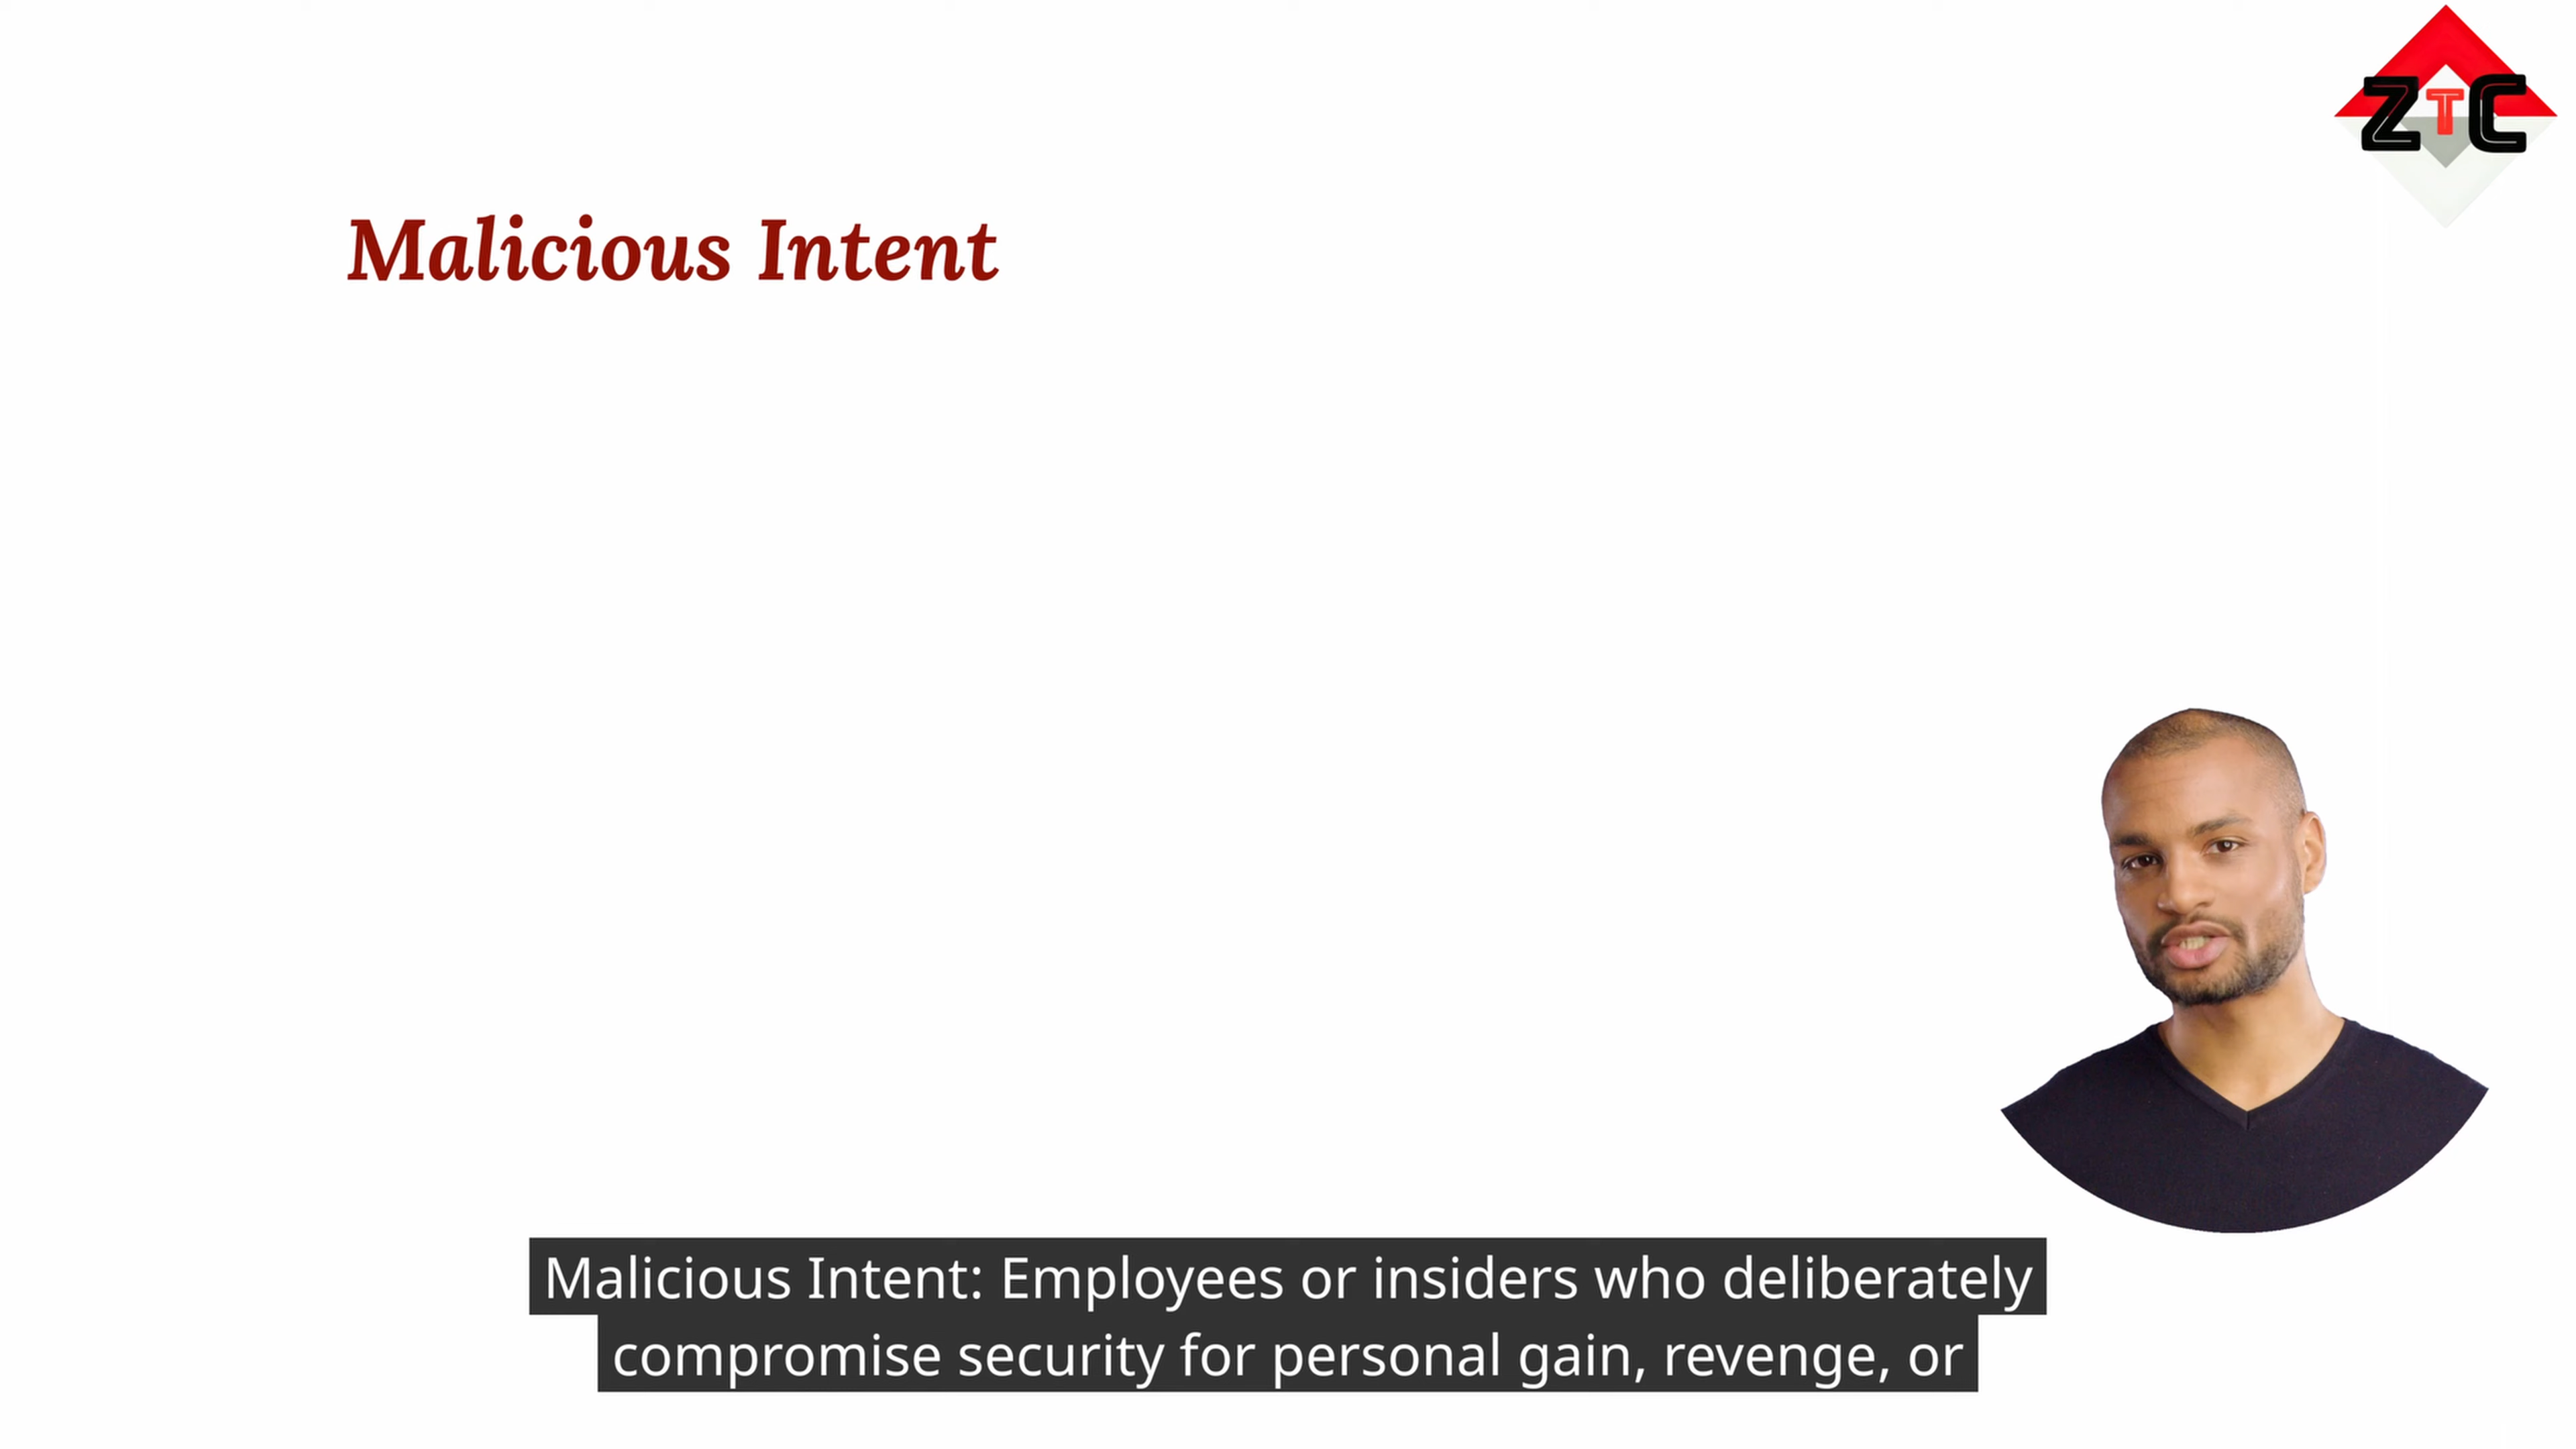 ZTC
Malicious Intent
Malicious Intent: Employees or insiders who deliberately
compromise security for personal gain, revenge, or